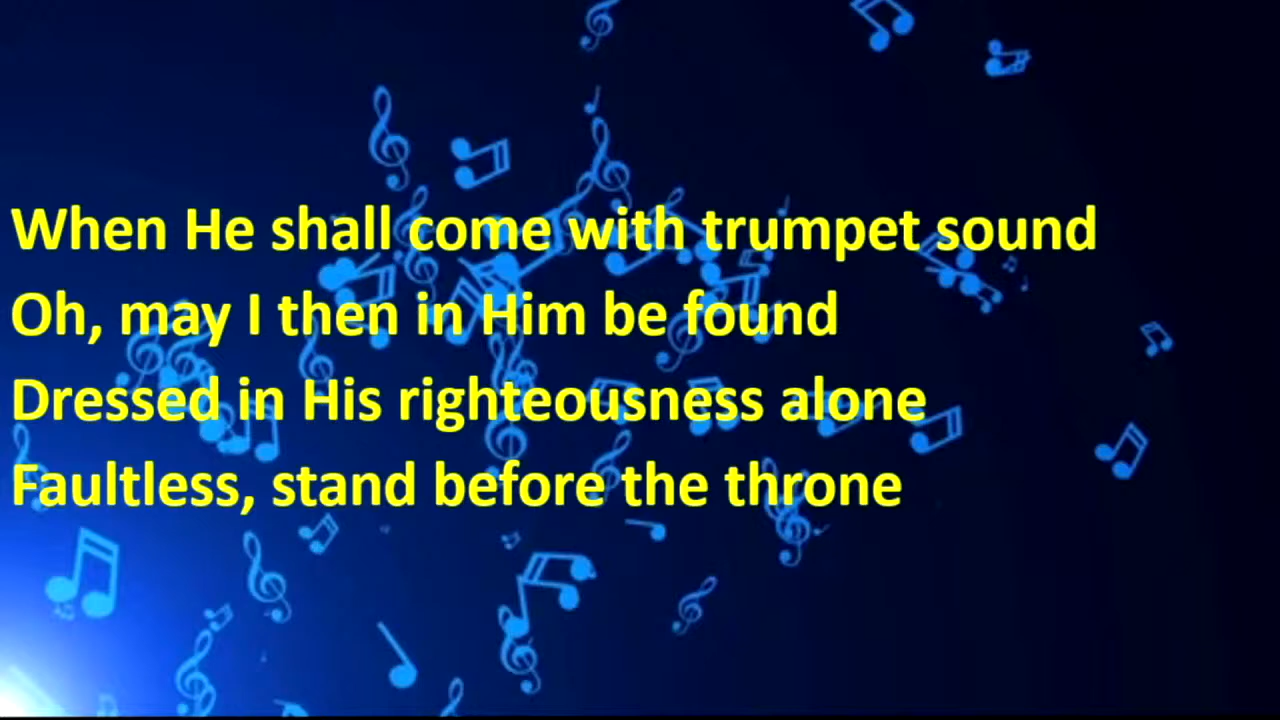 When He shall come with trumpet sound
Oh, may I then in Him be found
Dressed in His righteousness alone
Faultless, stand before the throne